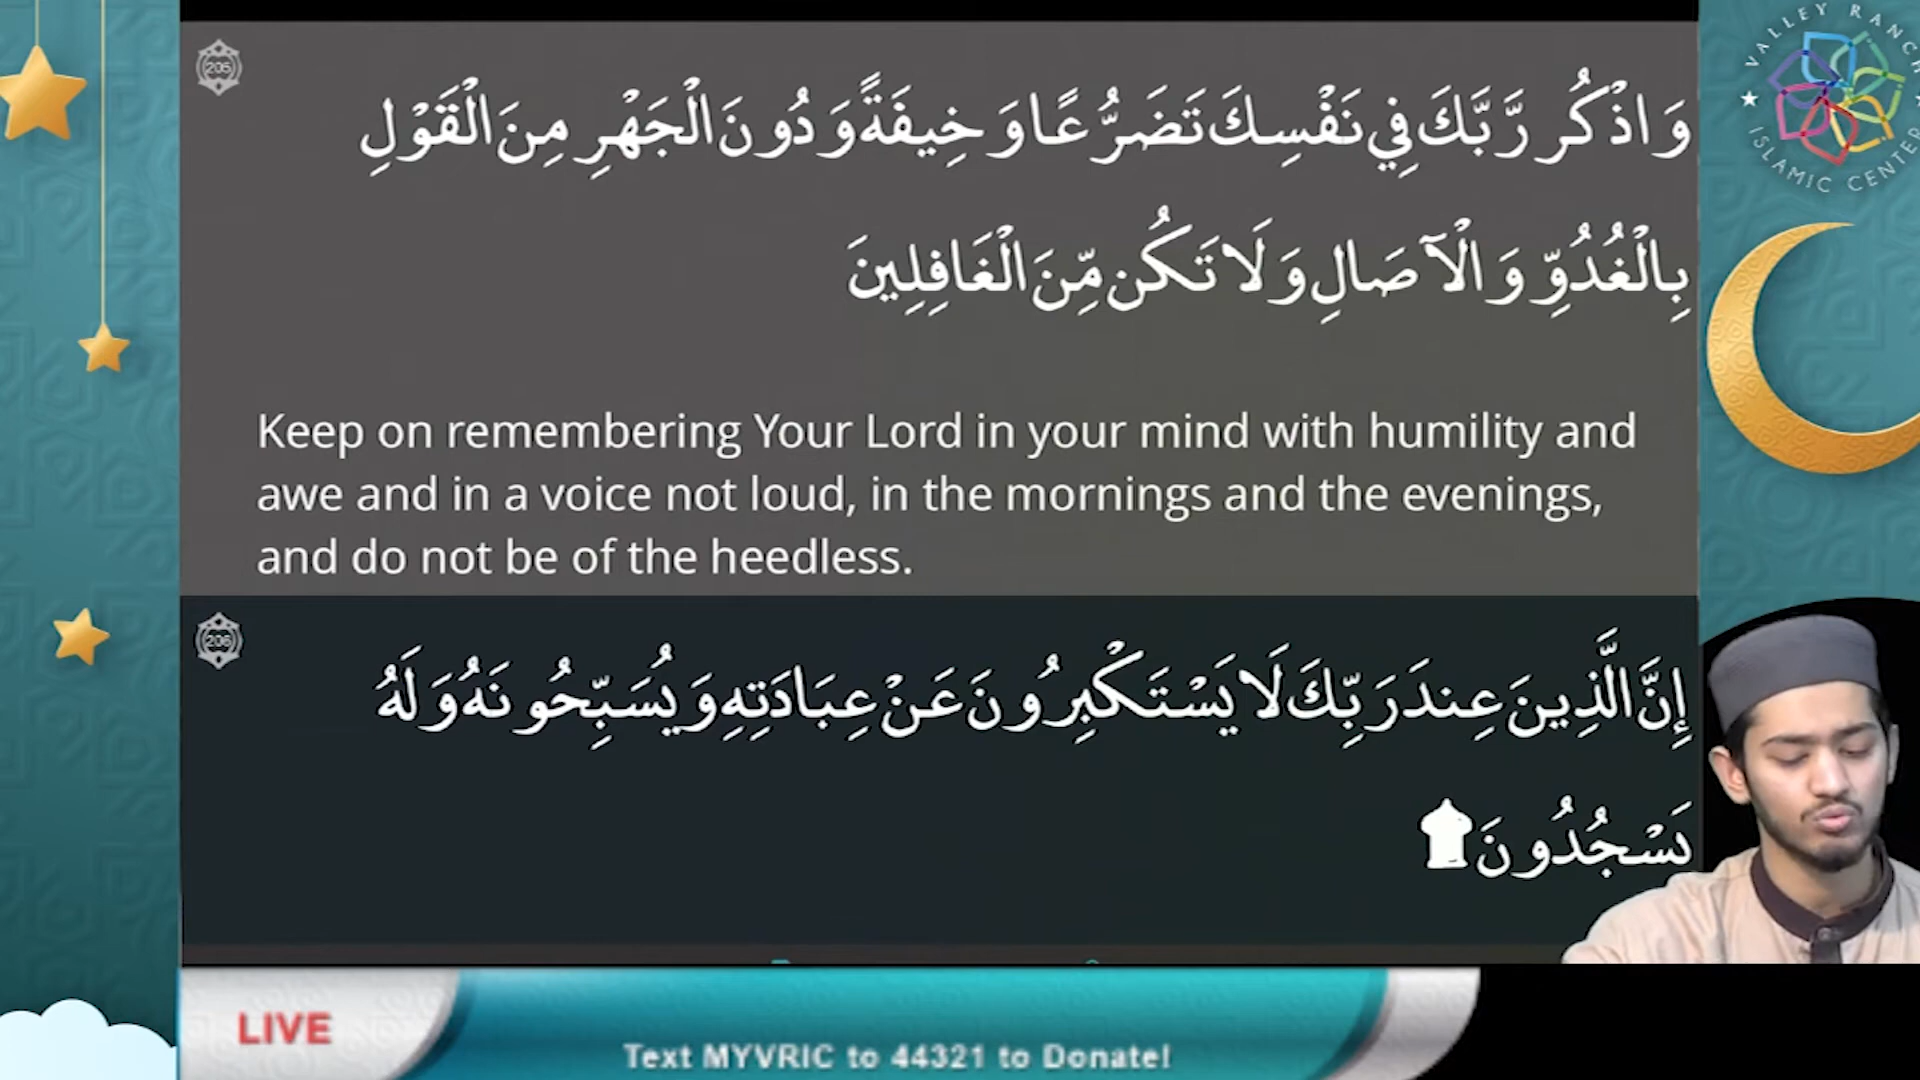 205
وَاذْكُر رَّبَّكَ فِي نَفْسِكَ تَضَرُّعًا وَخِيفَةً وَدُونَ الْجَهْرِ مِنَ الْقَوْلِ
بِالْغُدُوِّ وَالْآصَالِ وَلَا تَكُن مِّنَ الْغَافِلِينَ
Keep on remembering Your Lord in your mind with humility and
awe and in a voice not loud, in the mornings and the evenings,
and do not be of the heedless.
206
إِنَّ الَّذِينَ عِندَ رَبِّكَ لَا يَسْتَكْبِرُونَ عَنْ عِبَادَتِهِ وَيُسَبِّحُونَهُ وَلَهُ
يَسْجُدُونَ ۩
VALLEY RANCH
ISLAMIC CENTER
LIVE
Text MYVRIC to 44321 to Donate!